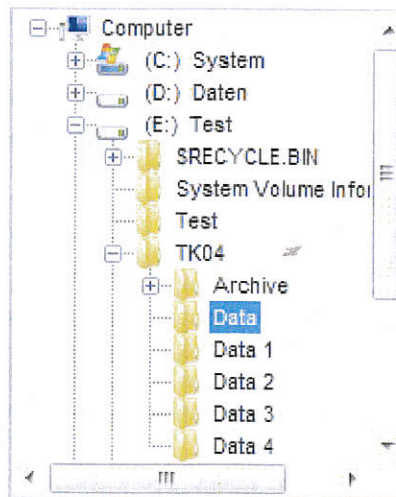 Computer
(C:) System
(D:) Daten
(E:) Test
SRECYCLE.BIN
System Volume Infor
Test
TK04
Archive
Data
Data 1
Data 2
Data 3
Data 4